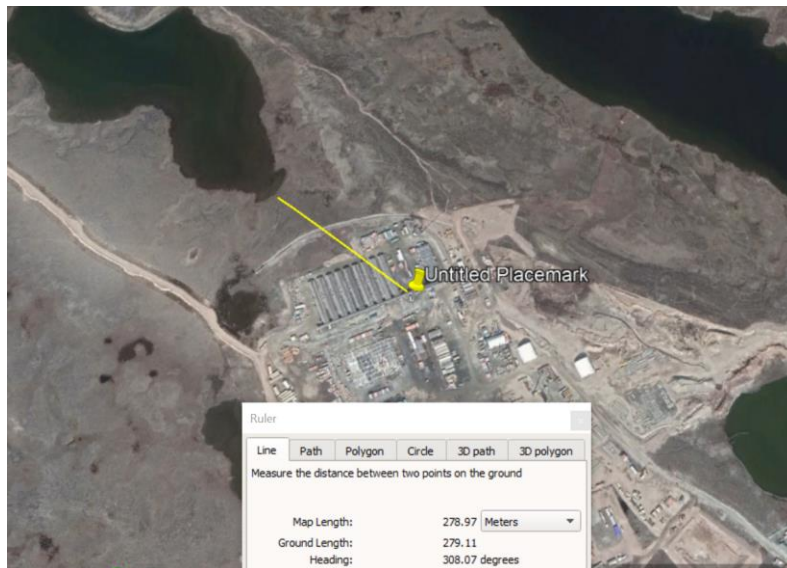 Untitled Placemark
Ruler
Line Path Polygon Circle 3D path 3D polygon
Measure the distance between two points on the ground
Map Length: 278.97 Meters
Ground Length: 279.11
Heading: 308.07 degrees